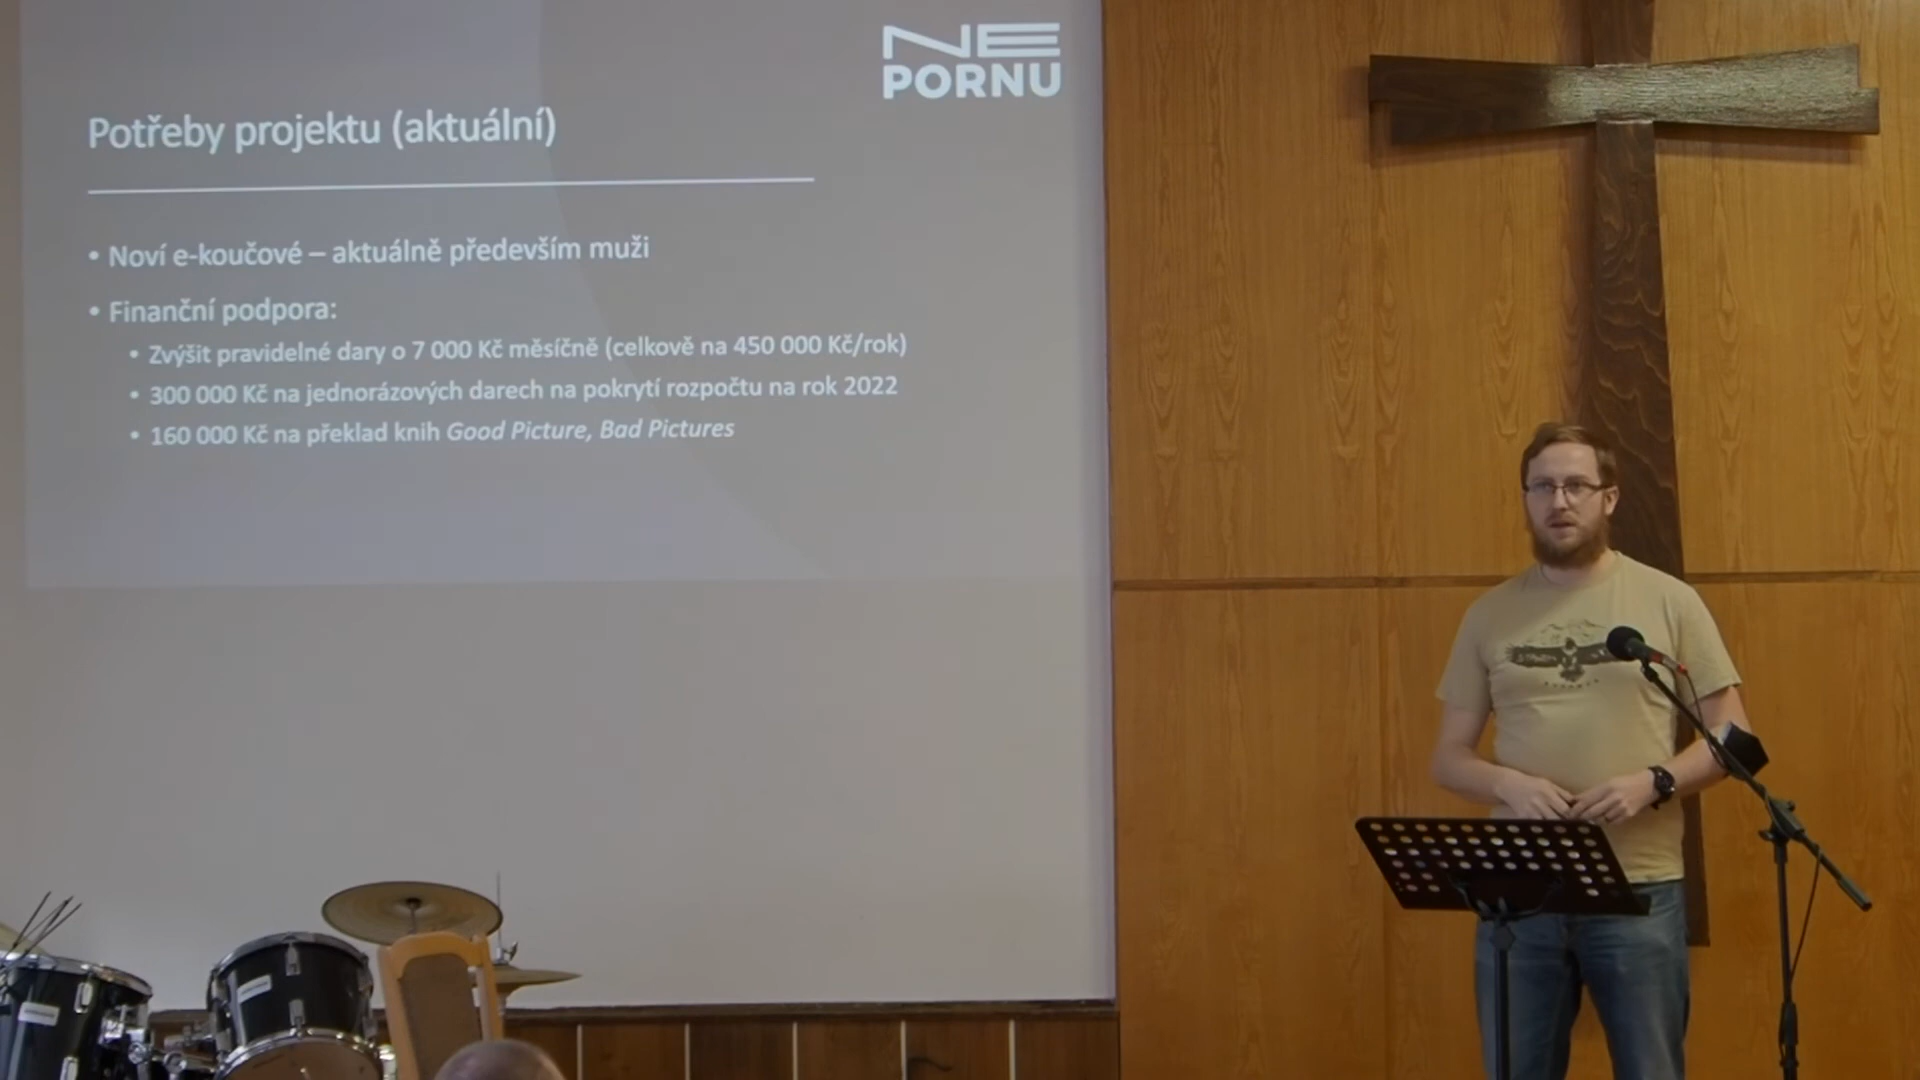 NE
PORNU
Potřeby projektu (aktuální)
• Noví e-koučové – aktuálně především muži
• Finanční podpora:
• Zvýšit pravidelné dary o 7 000 Kč měsíčně (celkově na 450 000 Kč/rok)
• 300 000 Kč na jednorázových darech na pokrytí rozpočtu na rok 2022
• 160 000 Kč na překlad knih Good Picture, Bad Pictures